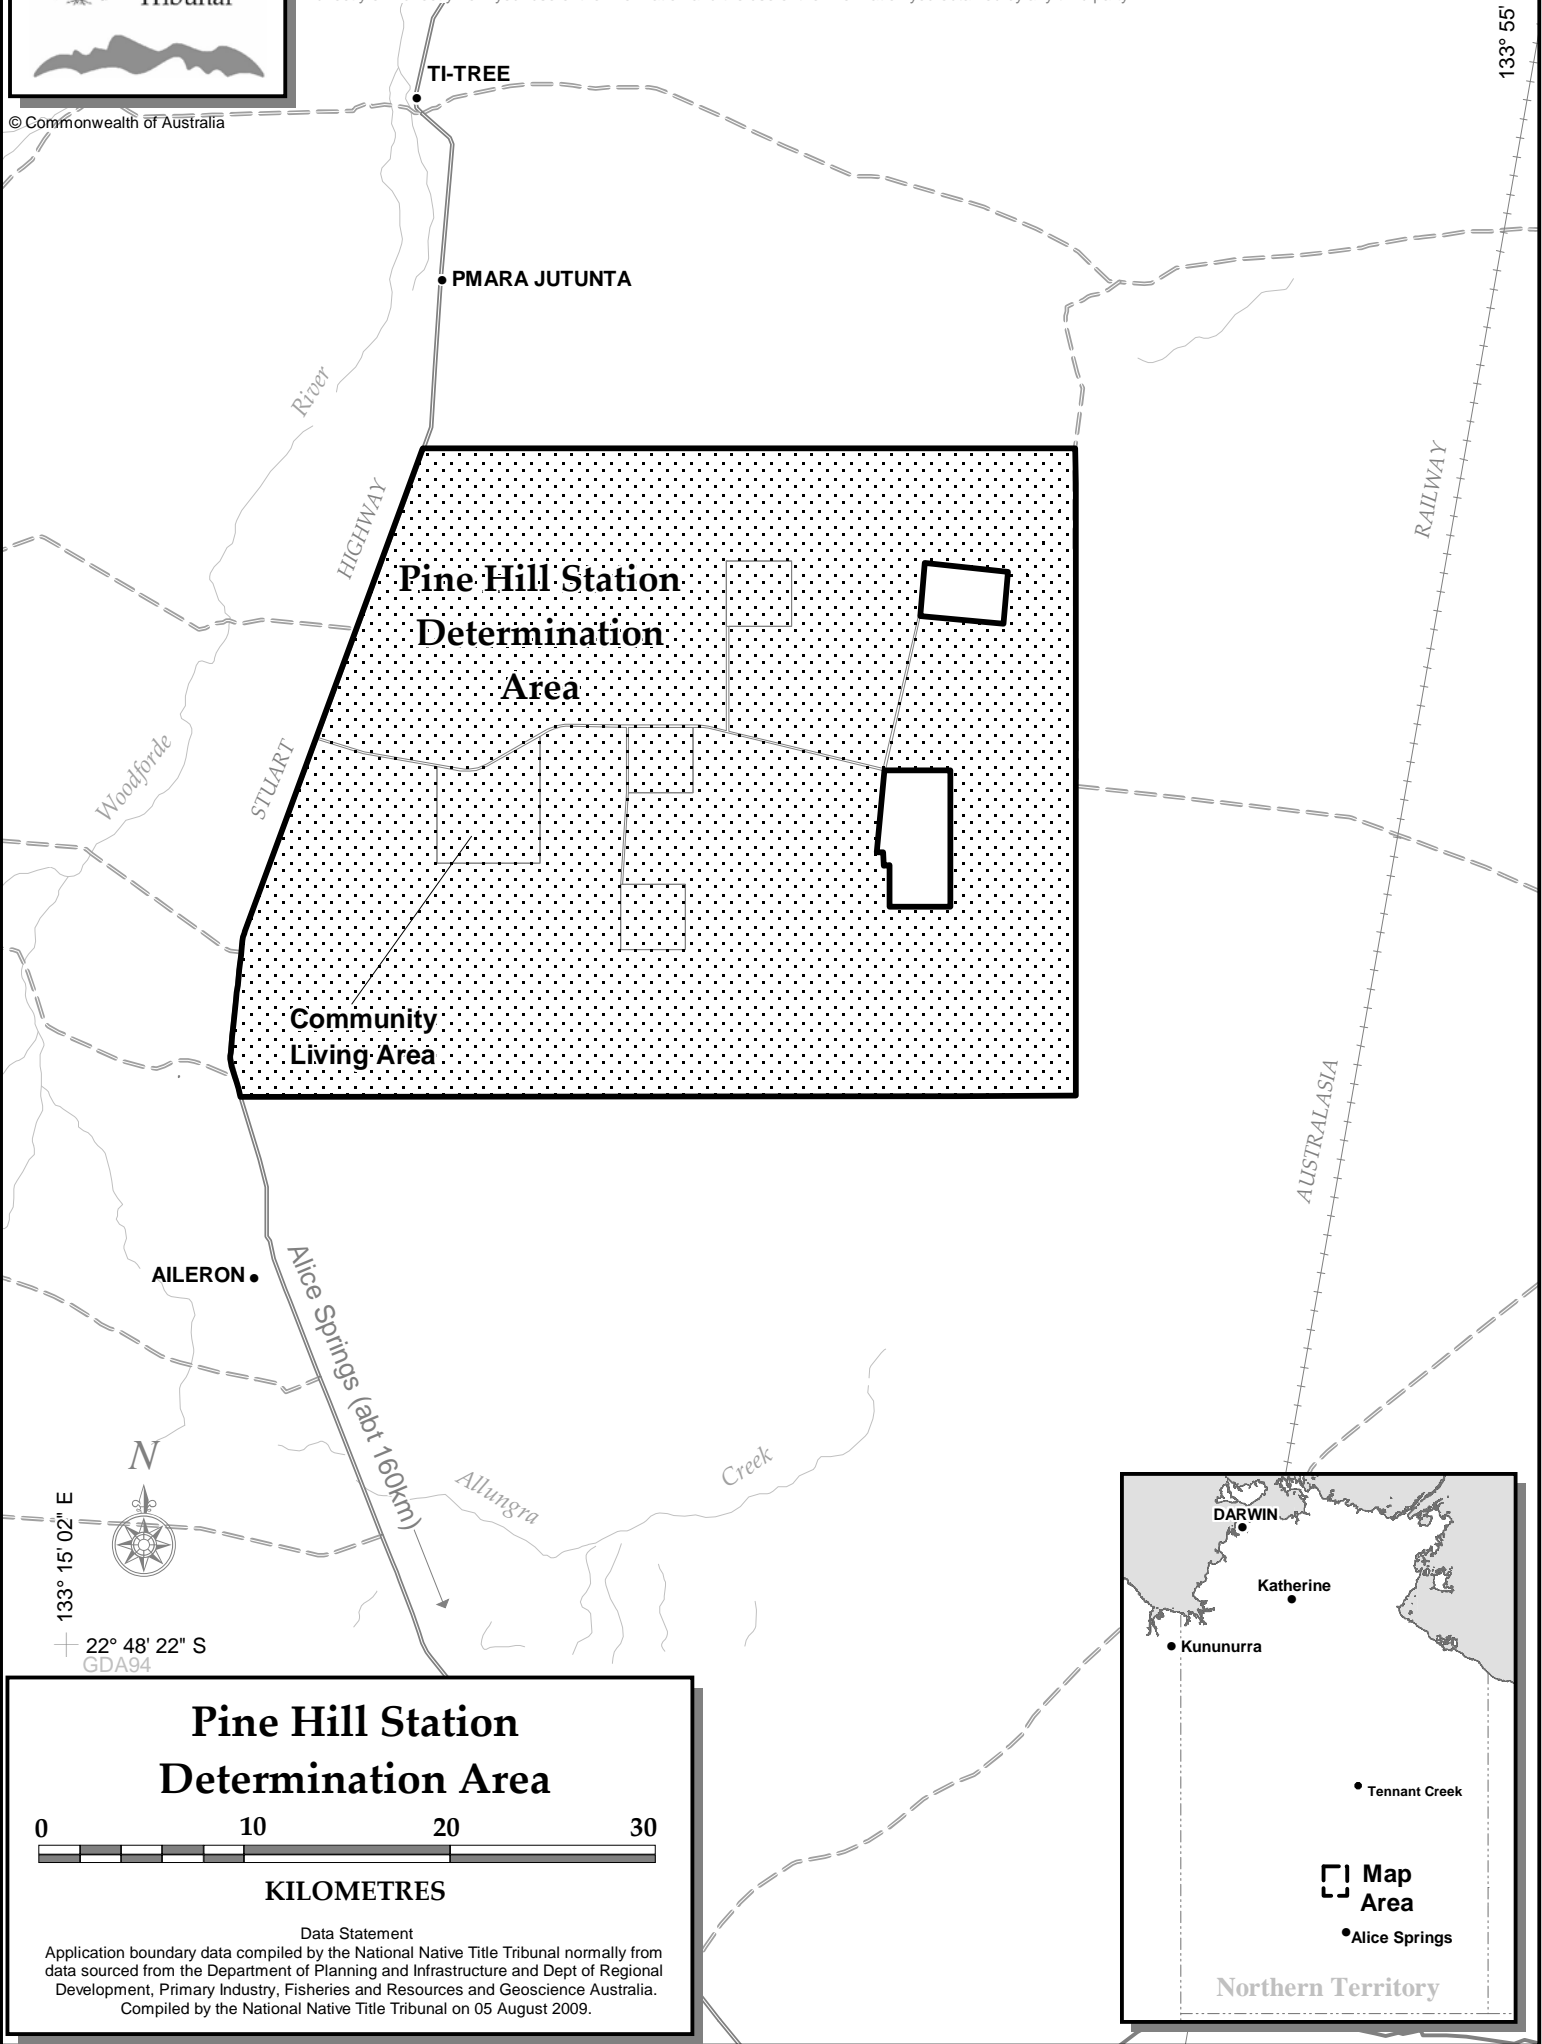 Tribunal
133° 55'
TI-TREE
© Commonwealth of Australia
PMARA JUTUNTA
River
HIGHWAY
RAILWAY
Pine Hill Station
Determination
Area
Woodforde
STUART
Community
Living Area
AUSTRALASIA
AILERON
Alice Springs (abt 160km)
N
Allungra
Creek
133° 15' 02" E
22° 48' 22" S
GDA94
DARWIN
Katherine
Kununurra
Tennant Creek
Map
Area
Alice Springs
Northern Territory
Pine Hill Station
Determination Area
0 10 20 30
KILOMETRES
Data Statement
Application boundary data compiled by the National Native Title Tribunal normally from
data sourced from the Department of Planning and Infrastructure and Dept of Regional
Development, Primary Industry, Fisheries and Resources and Geoscience Australia.
Compiled by the National Native Title Tribunal on 05 August 2009.